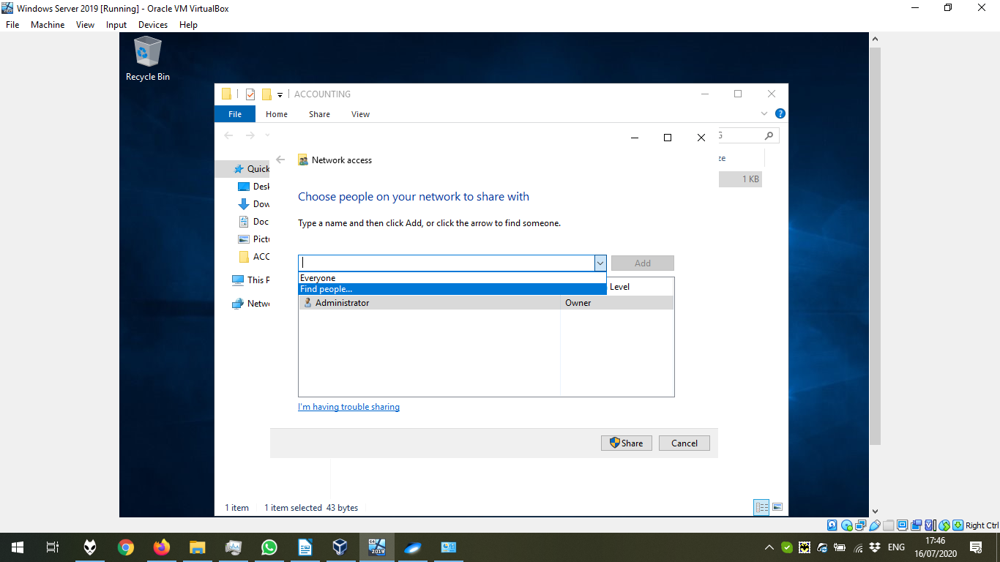 Windows Server 2019 [Running] - Oracle VM VirtualBox
File Machine View Input Devices Help
Recycle Bin
ACCOUNTING
File Home Share View
G
Network access
ze
Quick
1 KB
Desk
Choose people on your network to share with
Dow
Doc
Type a name and then click Add, or click the arrow to find someone.
Pictu
ACC
Add
Everyone
This P
Find people...
Level
Administrator Owner
Netwo
I'm having trouble sharing
Share Cancel
1 item 1 item selected 43 bytes
Right Ctrl
64
2019
ENG
17:46
16/07/2020